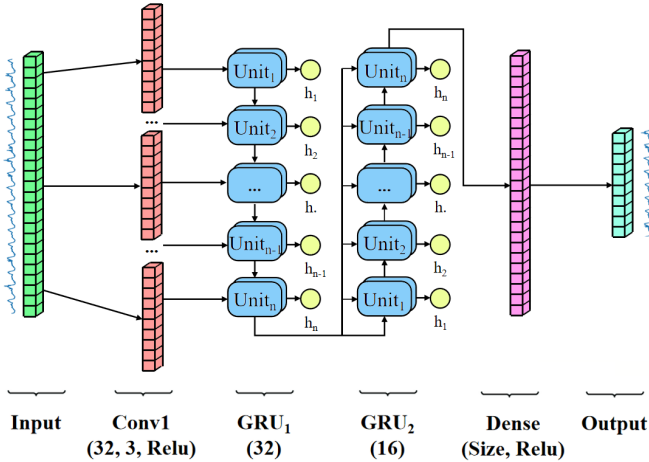 Unit₁
h₁
...
Unit₂
h₂
...
h.
...
Unitₙ₋₁
hₙ₋₁
Unitₙ
hₙ
Unitₙ
hₙ
Unitₙ₋₁
hₙ₋₁
...
h.
Unit₂
h₂
Unit₁
h₁
Input
Conv1
(32, 3, Relu)
GRU₁
(32)
GRU₂
(16)
Dense
(Size, Relu)
Output